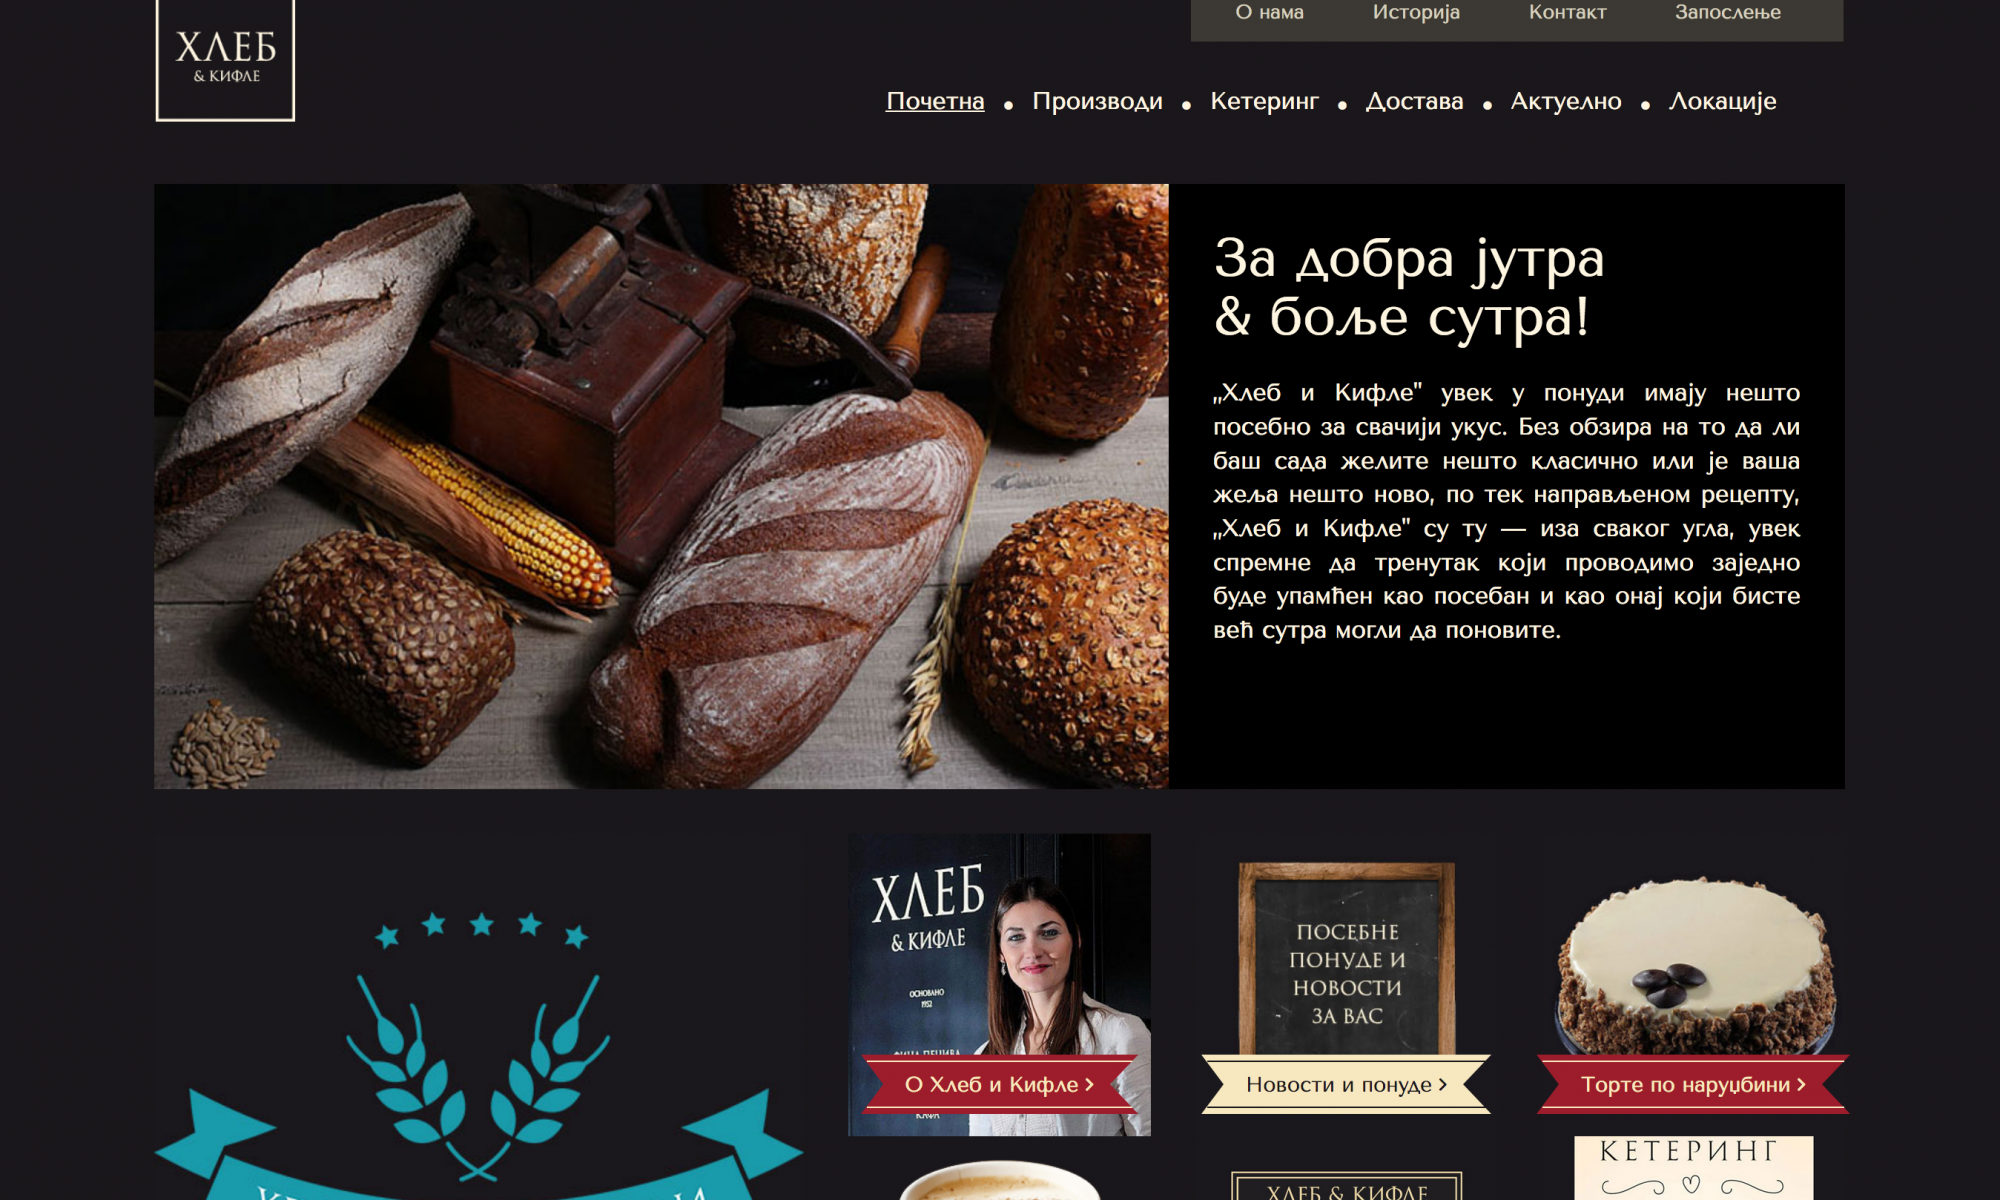 ХЛЕБ
& КИФЛЕ
О нама
Историја
Контакт
Запослење
Почетна
Производи
Кетеринг
Достава
Актуелно
Локације
За добра јутра
& боље сутра!
„Хлеб и Кифле" увек у понуди имају нешто
посебно за свачији укус. Без обзира на то да ли
баш сада желите нешто класично или је ваша
жеља нешто ново, по тек направљеном рецепту,
„Хлеб и Кифле" су ту — иза сваког угла, увек
спремне да тренутак који проводимо заједно
буде упамћен као посебан и као онај који бисте
већ сутра могли да поновите.
ХЛЕБ
& КИФЛЕ
ОСНОВАНО
1952
О Хлеб и Кифле
КАФА
ПОСЕБНЕ
ПОНУДЕ И
НОВОСТИ
ЗА ВАС
Новости и понуде
Торте по наруџбини
ХЛЕБ & КИФЛЕ
КЕТЕРИНГ